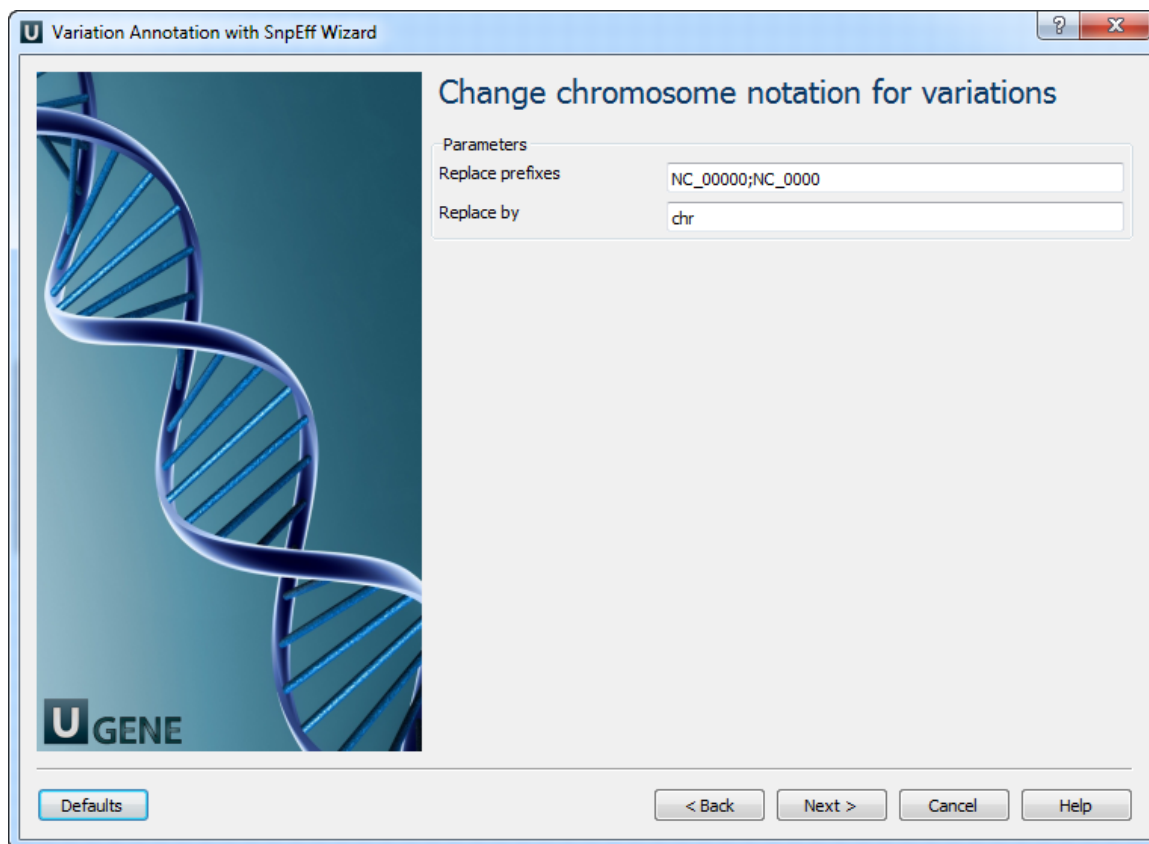 U Variation Annotation with SnpEff Wizard ? X
Change chromosome notation for variations
Parameters
Replace prefixes NC_00000;NC_0000
Replace by chr
U GENE
Defaults < Back Next > Cancel Help